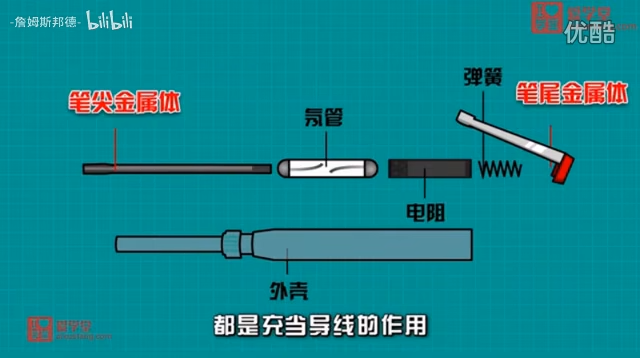 -詹姆斯邦德- bilibili
优酷
弹簧
笔尖金属体
笔尾金属体
氖管
电阻
外壳
都是充当导线的作用